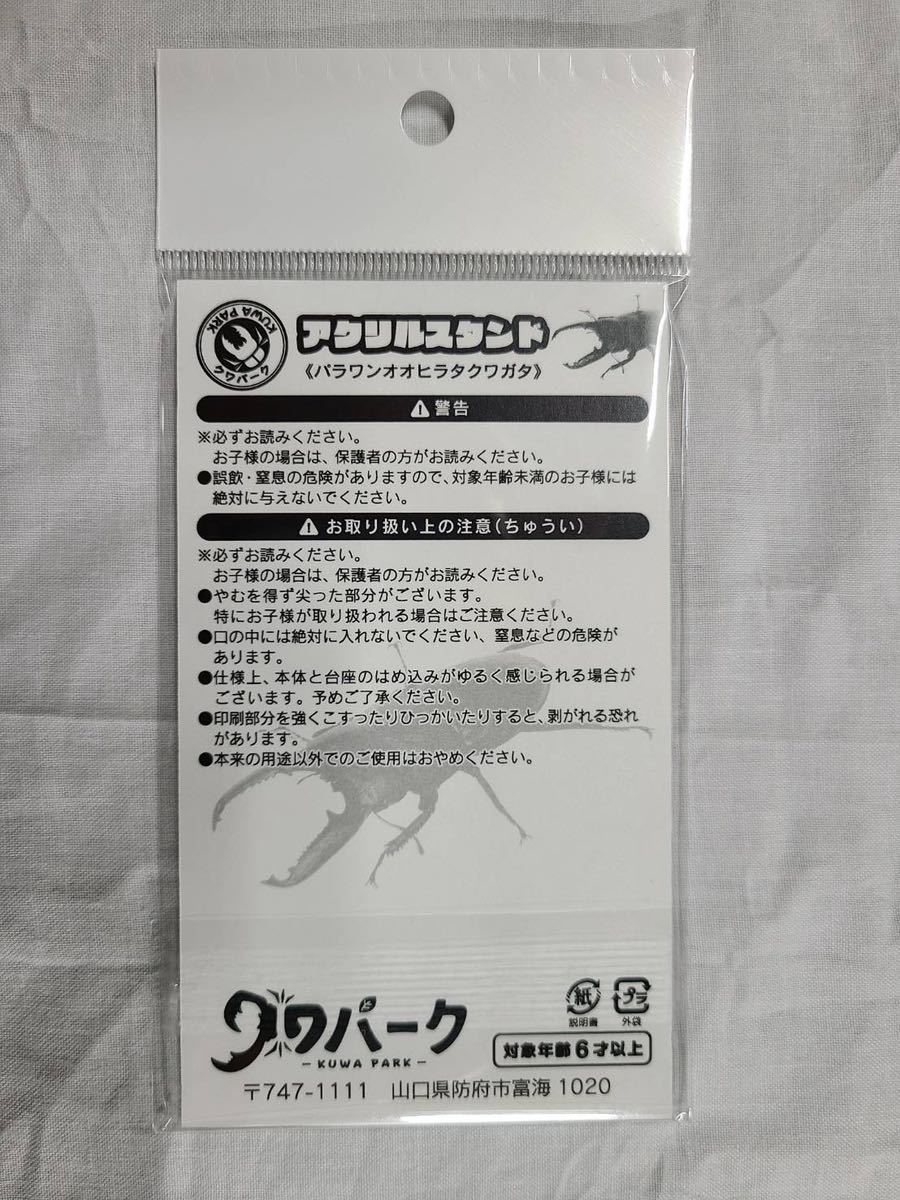 KUWA PARK
クワパーク
アクリルスタンド
《パラワンオオヒラタクワガタ》
警告
※必ずお読みください。
お子様の場合は、保護者の方がお読みください。
●誤飲・窒息の危険がありますので、対象年齢未満のお子様には
絶対に与えないでください。
お取り扱い上の注意(ちゅうい)
※必ずお読みください。
お子様の場合は、保護者の方がお読みください。
●やむを得ず尖った部分がございます。
特にお子様が取り扱われる場合はご注意ください。
●口の中には絶対に入れないでください、窒息などの危険が
あります。
●仕様上、本体と台座のはめ込みがゆるく感じられる場合が
ございます。予めご了承ください。
●印刷部分を強くこすったりひっかいたりすると、剥がれる恐れ
があります。
●本来の用途以外でのご使用はおやめください。
クワパーク
- KUWA PARK -
紙
説明書
プラ
外袋
対象年齢6才以上
〒747-1111 山口県防府市富海1020